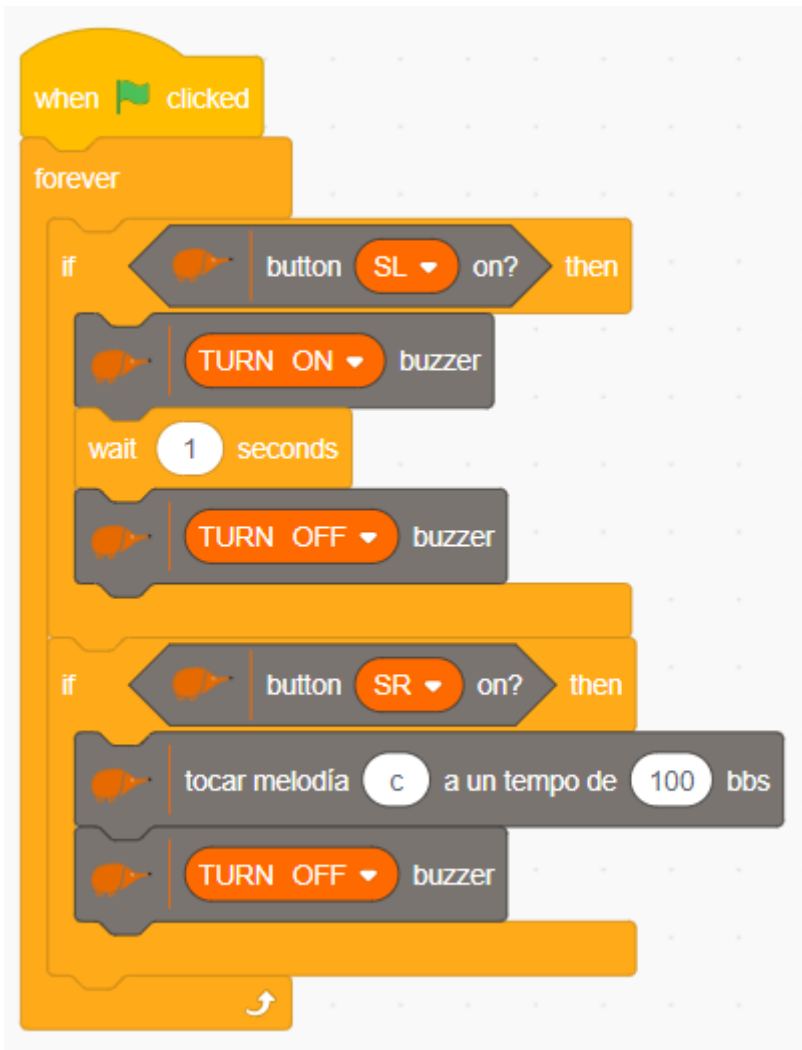 when clicked
forever
if button SL on? then
TURN ON buzzer
wait 1 seconds
TURN OFF buzzer
if button SR on? then
tocar melodía c a un tempo de 100 bbs
TURN OFF buzzer